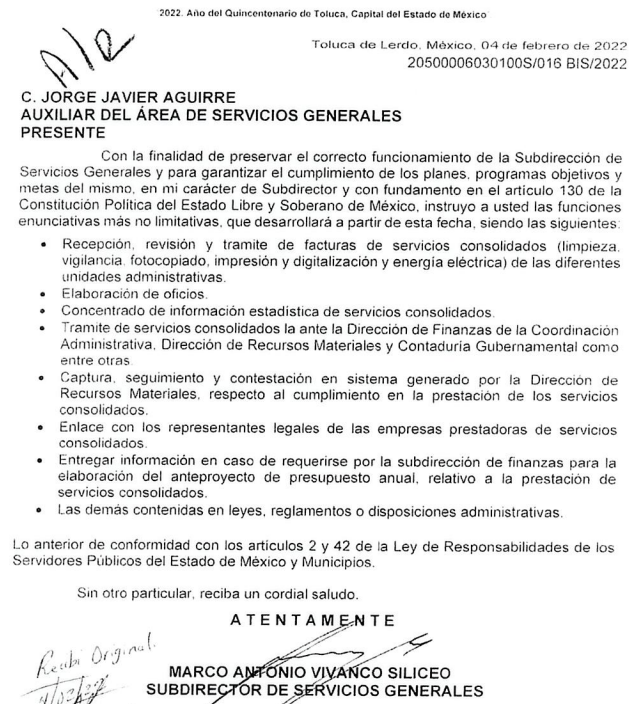 2022. Año del Quincentenario de Toluca, Capital del Estado de México
A/R
Toluca de Lerdo, México, 04 de febrero de 2022
20500006030100S/016 BIS/2022
C. JORGE JAVIER AGUIRRE
AUXILIAR DEL ÁREA DE SERVICIOS GENERALES
PRESENTE
Con la finalidad de preservar el correcto funcionamiento de la Subdirección de
Servicios Generales y para garantizar el cumplimiento de los planes, programas objetivos y
metas del mismo, en mi carácter de Subdirector y con fundamento en el artículo 130 de la
Constitución Política del Estado Libre y Soberano de México, instruyo a usted las funciones
enunciativas más no limitativas, que desarrollará a partir de esta fecha, siendo las siguientes:
• Recepción, revisión y tramite de facturas de servicios consolidados (limpieza,
vigilancia, fotocopiado, impresión y digitalización y energía eléctrica) de las diferentes
unidades administrativas.
• Elaboración de oficios.
• Concentrado de información estadística de servicios consolidados.
• Tramite de servicios consolidados la ante la Dirección de Finanzas de la Coordinación
Administrativa, Dirección de Recursos Materiales y Contaduría Gubernamental como
entre otras.
• Captura, seguimiento y contestación en sistema generado por la Dirección de
Recursos Materiales, respecto al cumplimiento en la prestación de los servicios
consolidados.
• Enlace con los representantes legales de las empresas prestadoras de servicios
consolidados.
• Entregar información en caso de requerirse por la subdirección de finanzas para la
elaboración del anteproyecto de presupuesto anual, relativo a la prestación de
servicios consolidados.
• Las demás contenidas en leyes, reglamentos o disposiciones administrativas.
Lo anterior de conformidad con los artículos 2 y 42 de la Ley de Responsabilidades de los
Servidores Públicos del Estado de México y Municipios.
Sin otro particular, reciba un cordial saludo.
ATENTAMENTE
Recibi Original.
MARCO ANTONIO VIVANCO SILICEO
SUBDIRECTOR DE SERVICIOS GENERALES